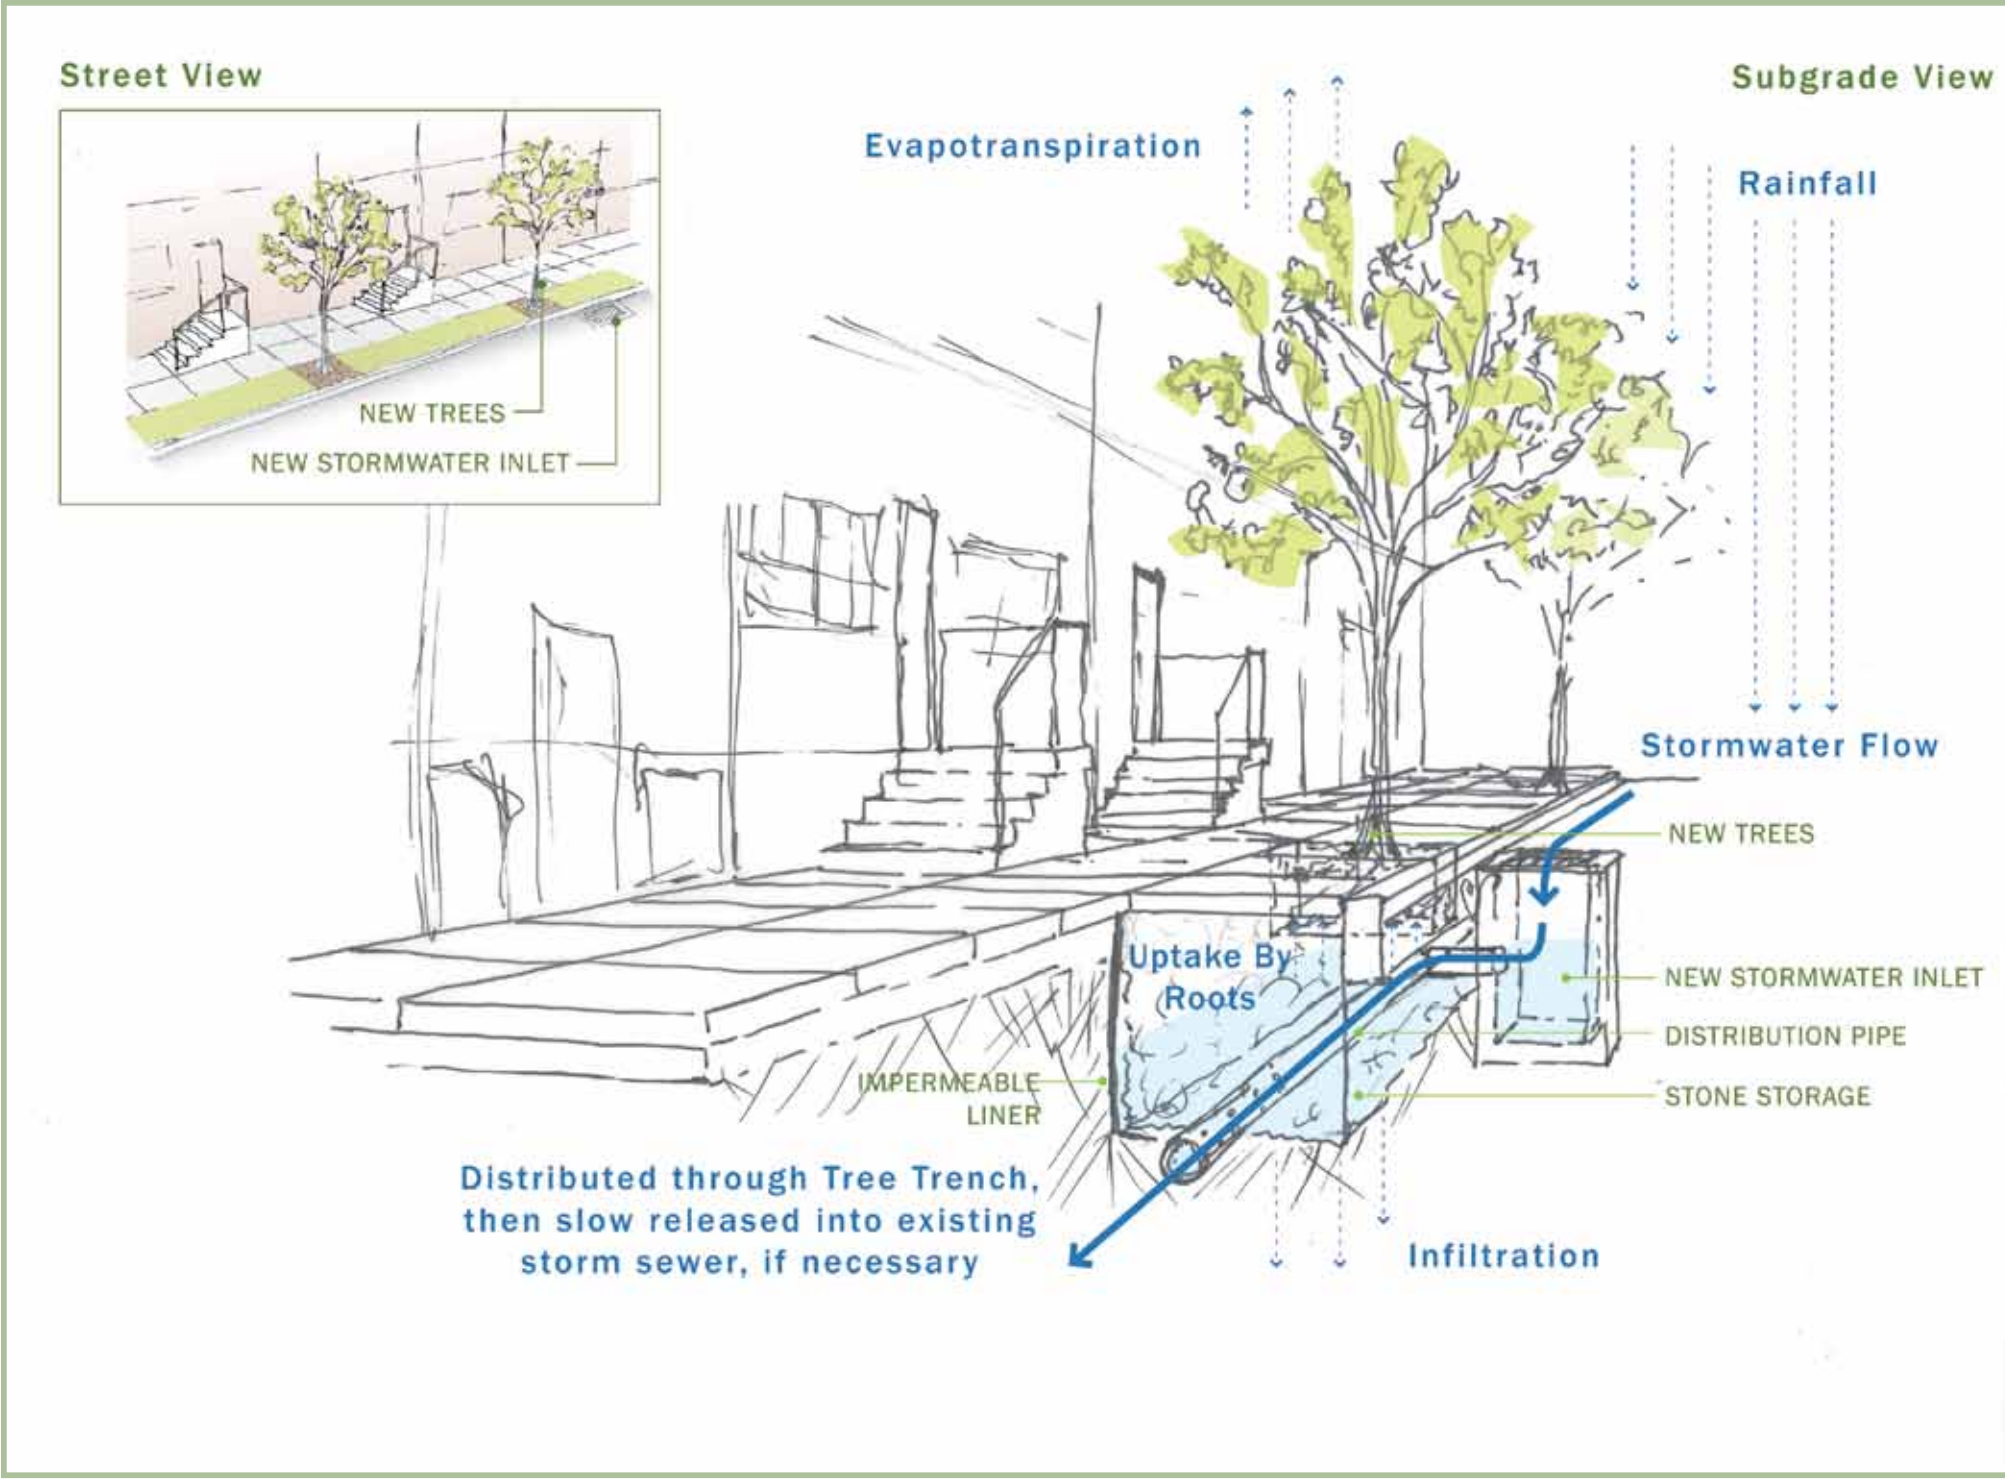 Street View
NEW TREES
NEW STORMWATER INLET
Subgrade View
Evapotranspiration
Rainfall
Stormwater Flow
NEW TREES
Uptake By
Roots
NEW STORMWATER INLET
DISTRIBUTION PIPE
STONE STORAGE
IMPERMEABLE
LINER
Distributed through Tree Trench,
then slow released into existing
storm sewer, if necessary
Infiltration